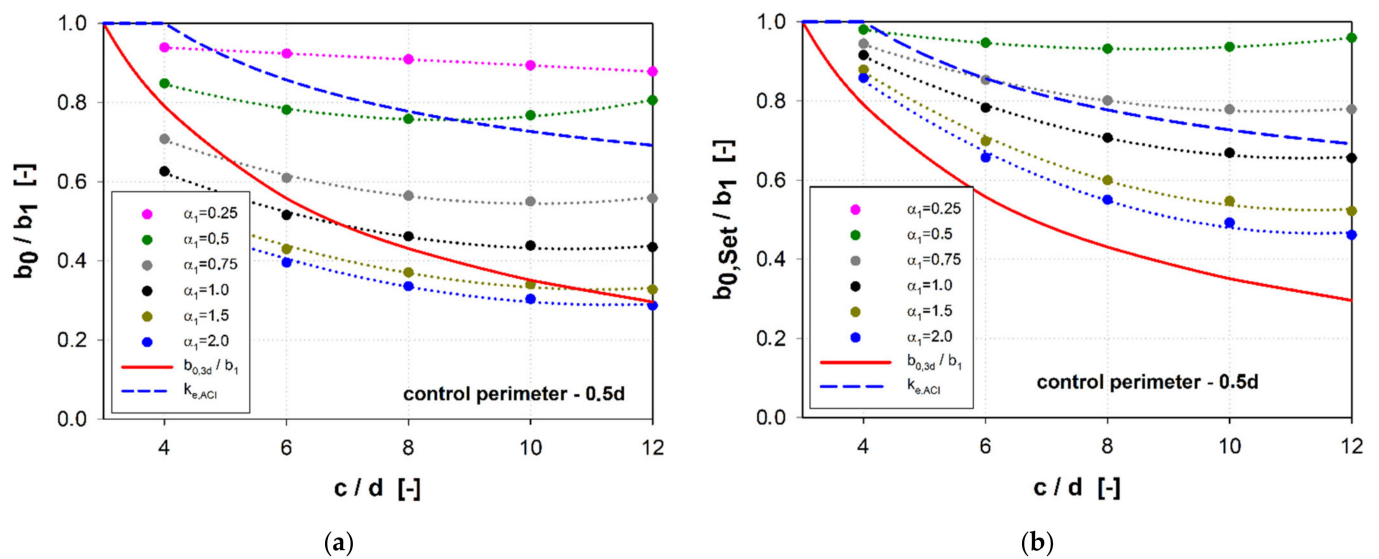 1.0
0.8
0.6
0.4
0.2
0.0
b0 / b1 [-]
α1=0.25
α1=0.5
α1=0.75
α1=1.0
α1=1.5
α1=2.0
b0,3d / b1
ke,ACI
control perimeter - 0.5d
4 6 8 10 12
c / d [-]
(a)
1.0
0.8
0.6
0.4
0.2
0.0
b0,Set / b1 [-]
α1=0.25
α1=0.5
α1=0.75
α1=1.0
α1=1.5
α1=2.0
b0,3d / b1
ke,ACI
control perimeter - 0.5d
4 6 8 10 12
c / d [-]
(b)